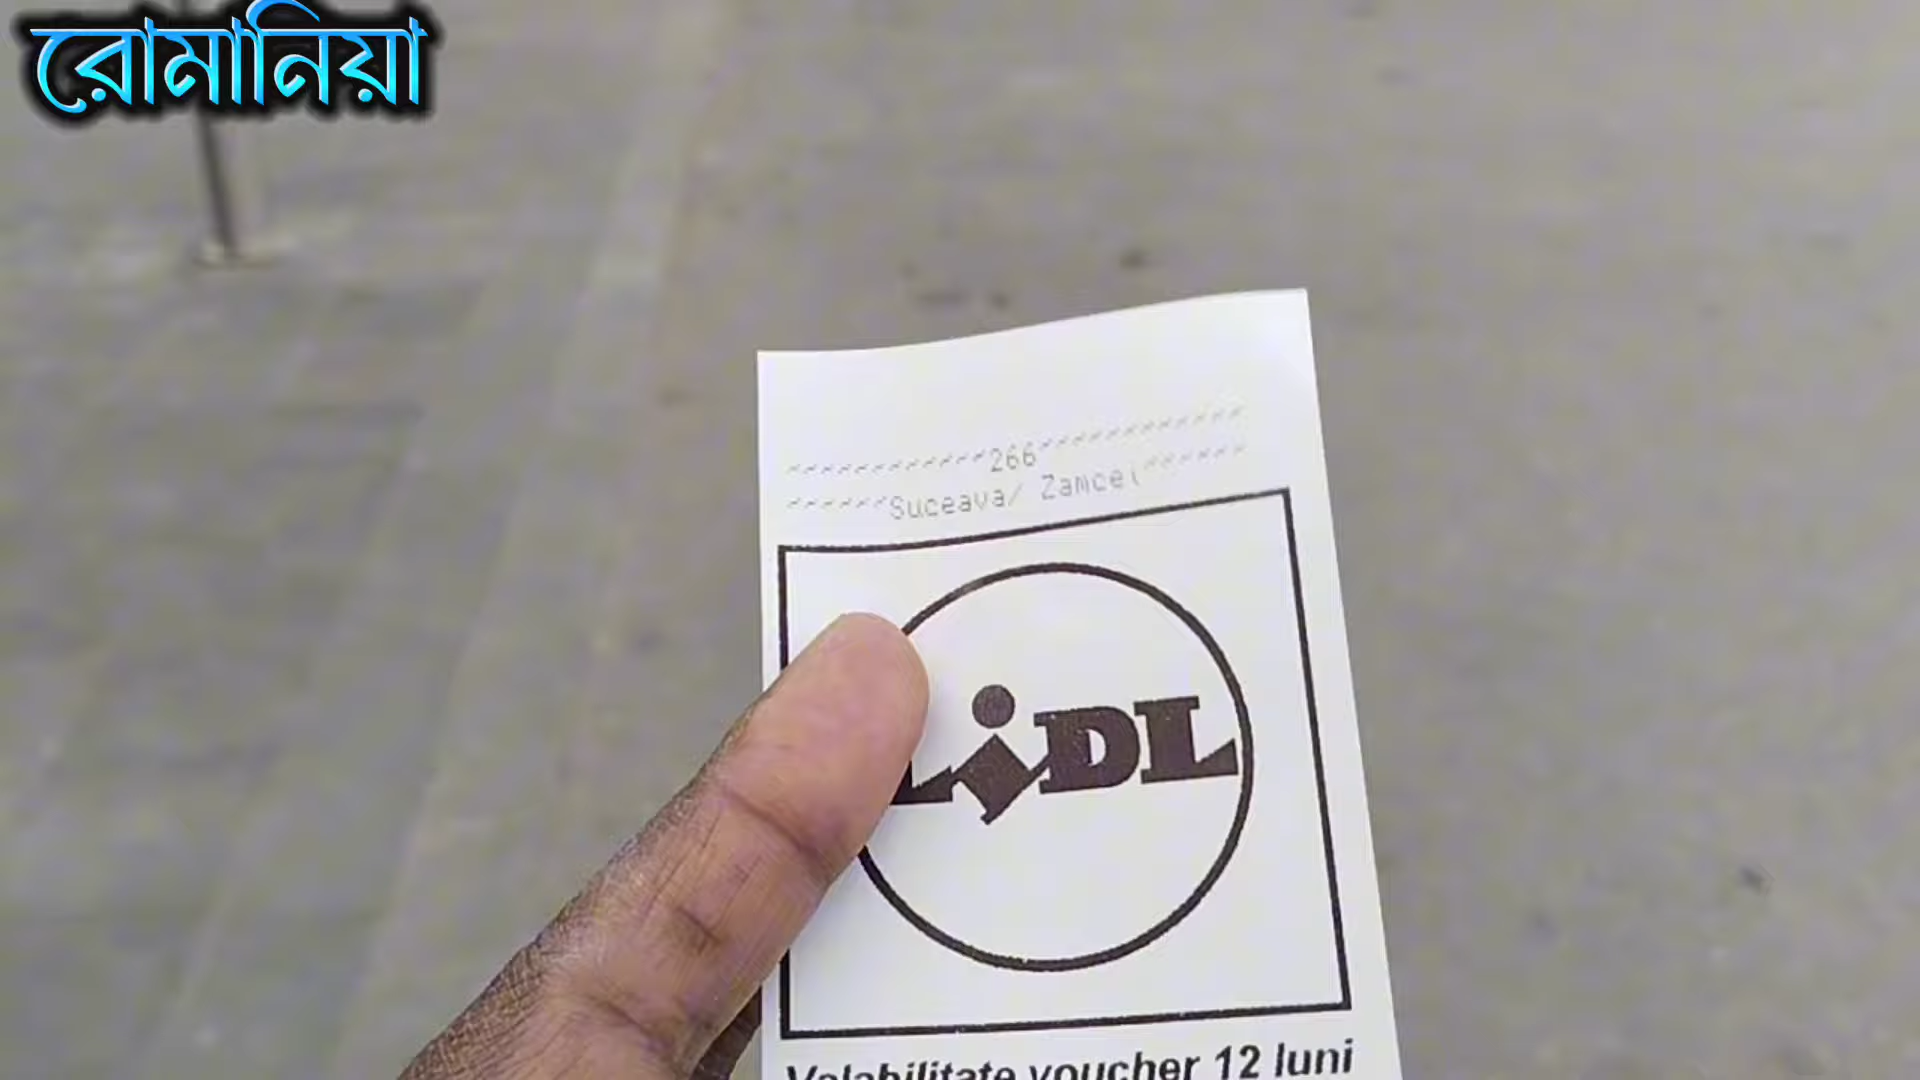 রোমানিয়া
~~~~~~~~~~~~266~~~~~~~~~~~~
~~~~~~Suceava/ Zamcei~~~~~~
LiDL
Valabilitate voucher 12 luni